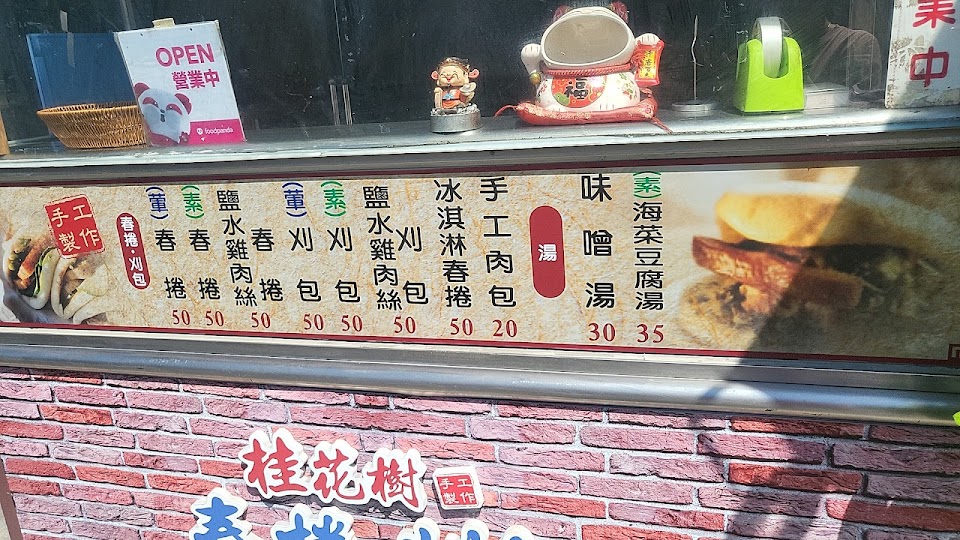 OPEN
營業中
foodpanda
福
業中
手工
製作
春捲·刈包
(葷)春捲 50
(素)春捲 50
鹽水雞肉絲春捲 50
(葷)刈包 50
(素)刈包 50
鹽水雞肉絲刈包 50
冰淇淋春捲 50
手工肉包 20
湯
味噌湯 30
(素)海菜豆腐湯 35
桂花樹
手工
製作
春捲